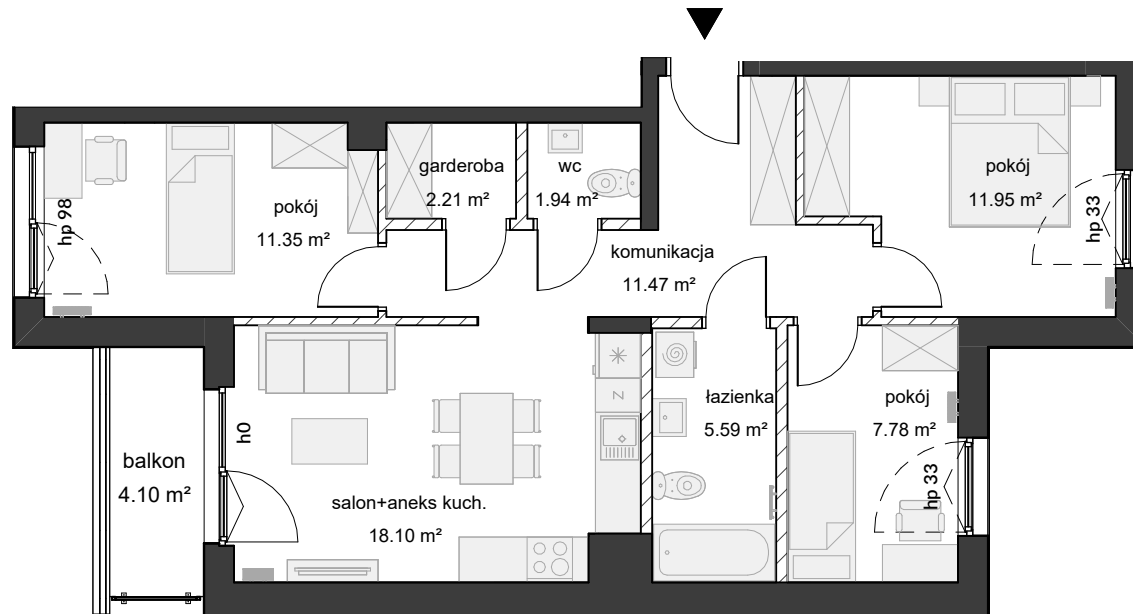 garderoba
2.21 m²
wc
1.94 m²
pokój
11.95 m²
pokój
11.35 m²
hp 98
hp 33
komunikacja
11.47 m²
łazienka
5.59 m²
pokój
7.78 m²
h0
N
balkon
4.10 m²
hp 33
salon+aneks kuch.
18.10 m²